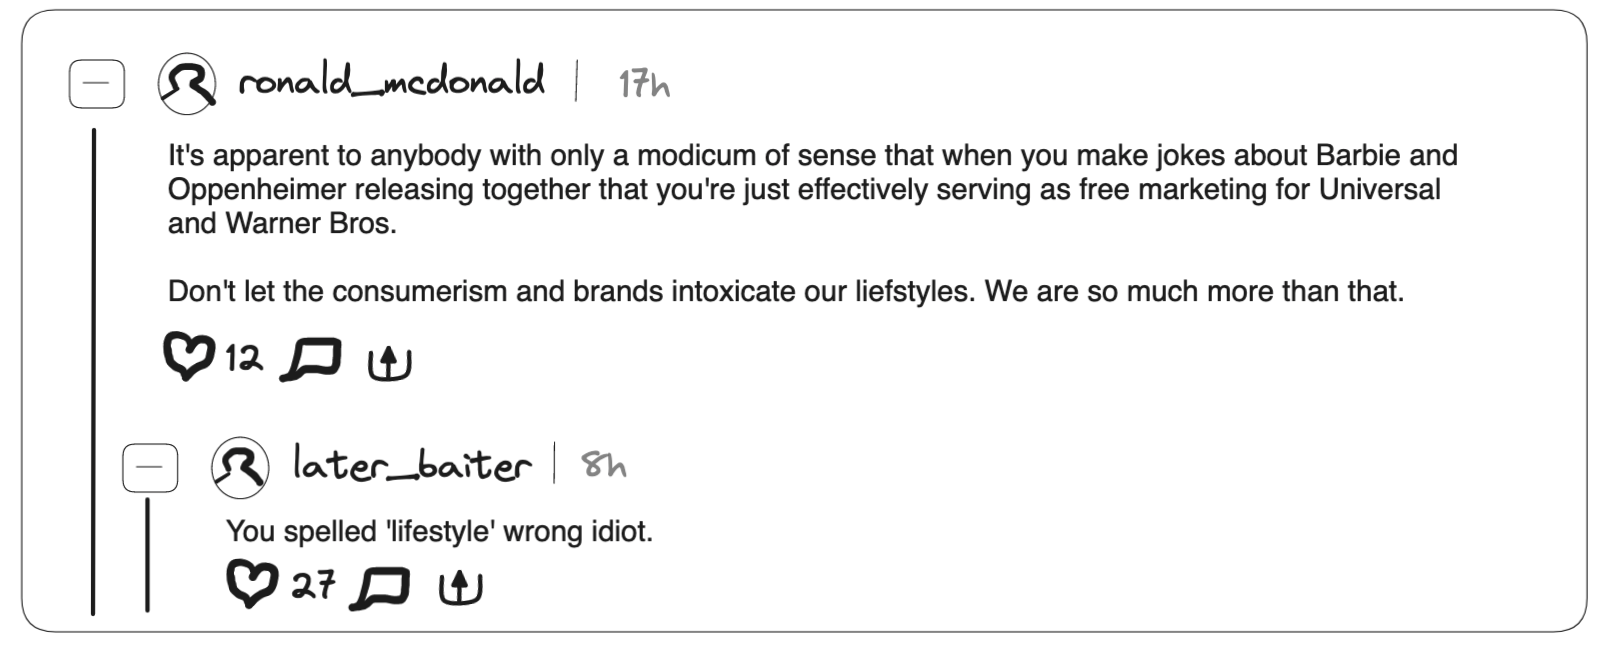 ronald_mcdonald | 17h
It's apparent to anybody with only a modicum of sense that when you make jokes about Barbie and
Oppenheimer releasing together that you're just effectively serving as free marketing for Universal
and Warner Bros.
Don't let the consumerism and brands intoxicate our liefstyles. We are so much more than that.
12
later_baiter | 8h
You spelled 'lifestyle' wrong idiot.
27